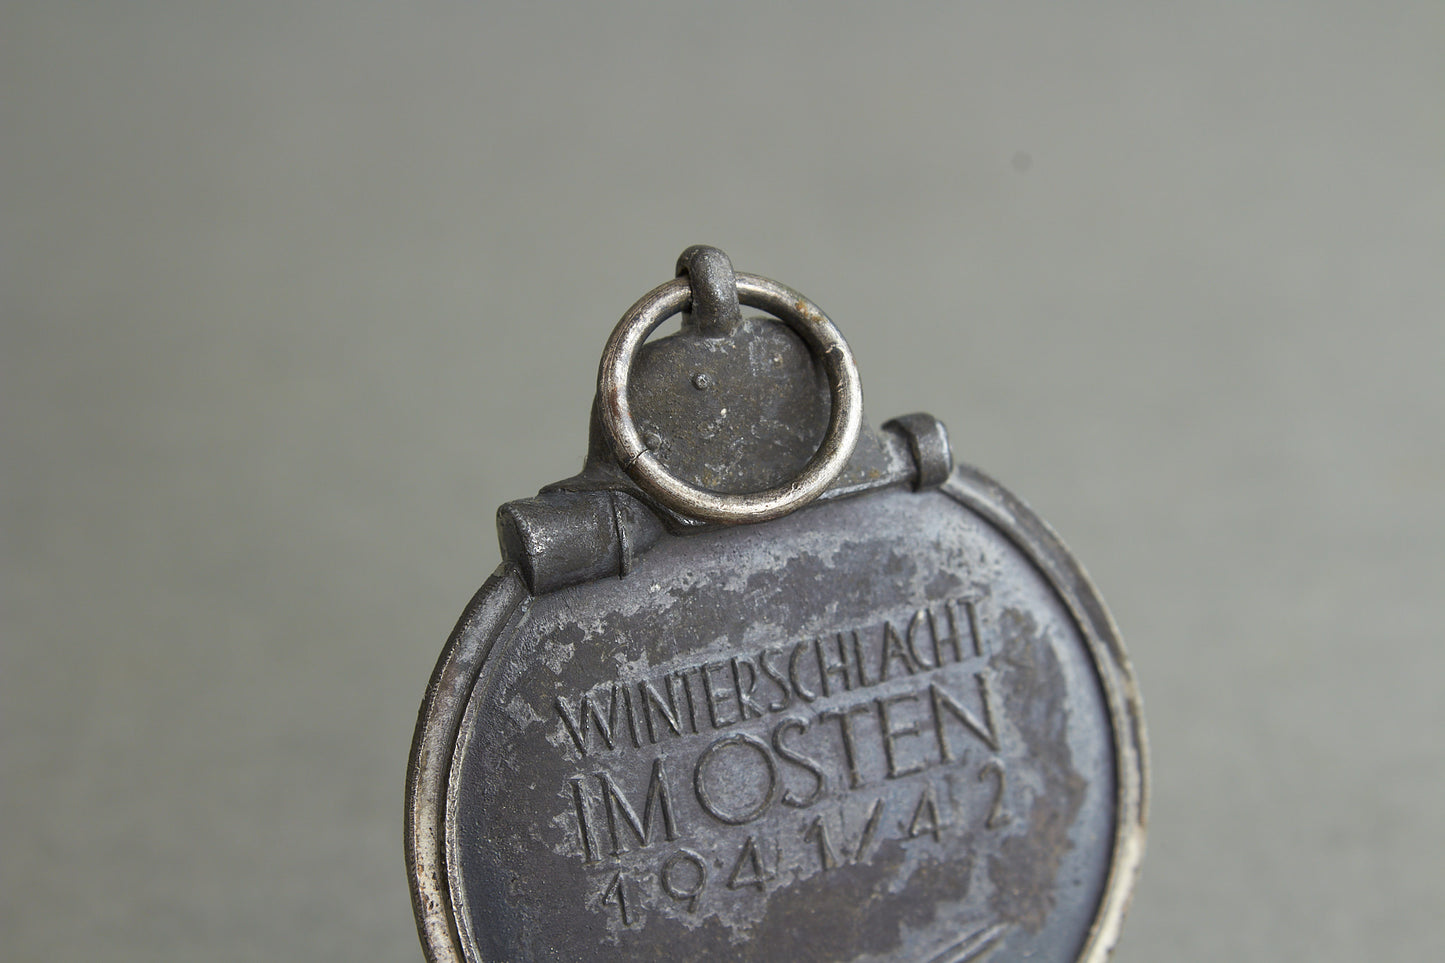 WINTERSCHLACHT
IM OSTEN
1941/42